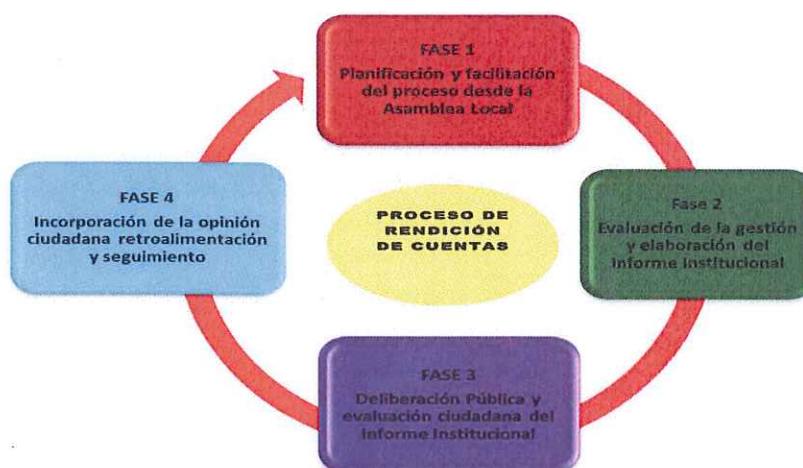 FASE 1
Planificación y facilitación
del proceso desde la
Asamblea Local
FASE 4
Incorporación de la opinión
ciudadana retroalimentación
y seguimiento
PROCESO DE
RENDICIÓN
DE CUENTAS
Fase 2
Evaluación de la gestión
y elaboración del
Informe Institucional
FASE 3
Deliberación Pública y
evaluación ciudadana del
Informe Institucional